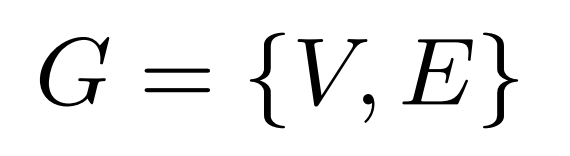 G = {V, E}